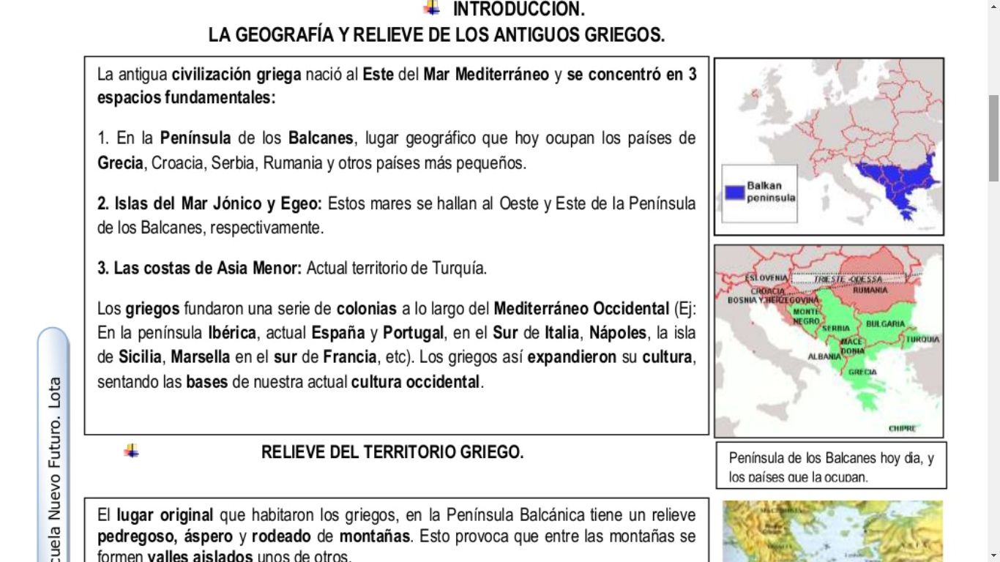 INTRODUCCIÓN.
LA GEOGRAFÍA Y RELIEVE DE LOS ANTIGUOS GRIEGOS.
La antigua civilización griega nació al Este del Mar Mediterráneo y se concentró en 3
espacios fundamentales:
1. En la Península de los Balcanes, lugar geográfico que hoy ocupan los países de
Grecia, Croacia, Serbia, Rumania y otros países más pequeños.
2. Islas del Mar Jónico y Egeo: Estos mares se hallan al Oeste y Este de la Península
de los Balcanes, respectivamente.
3. Las costas de Asia Menor: Actual territorio de Turquía.
Los griegos fundaron una serie de colonias a lo largo del Mediterráneo Occidental (Ej:
En la península Ibérica, actual España y Portugal, en el Sur de Italia, Nápoles, la isla
de Sicilia, Marsella en el sur de Francia, etc). Los griegos así expandieron su cultura,
sentando las bases de nuestra actual cultura occidental.
Balkan
peninsula
ESLOVENIA
TRIESTE -ODESSA
CROACIA
RUMANIA
BOSNIA Y HERZEGOVINA
MONTE
NEGRO
SERBIA
BULGARIA
MACE
DONIA
TURQUIA
ALBANIA
GRECIA
CHIPRE
Península de los Balcanes hoy dia, y
los países que la ocupan.
RELIEVE DEL TERRITORIO GRIEGO.
El lugar original que habitaron los griegos, en la Península Balcánica tiene un relieve
pedregoso, áspero y rodeado de montañas. Esto provoca que entre las montañas se
formen valles aislados unos de otros.
cuela Nuevo Futuro. Lota